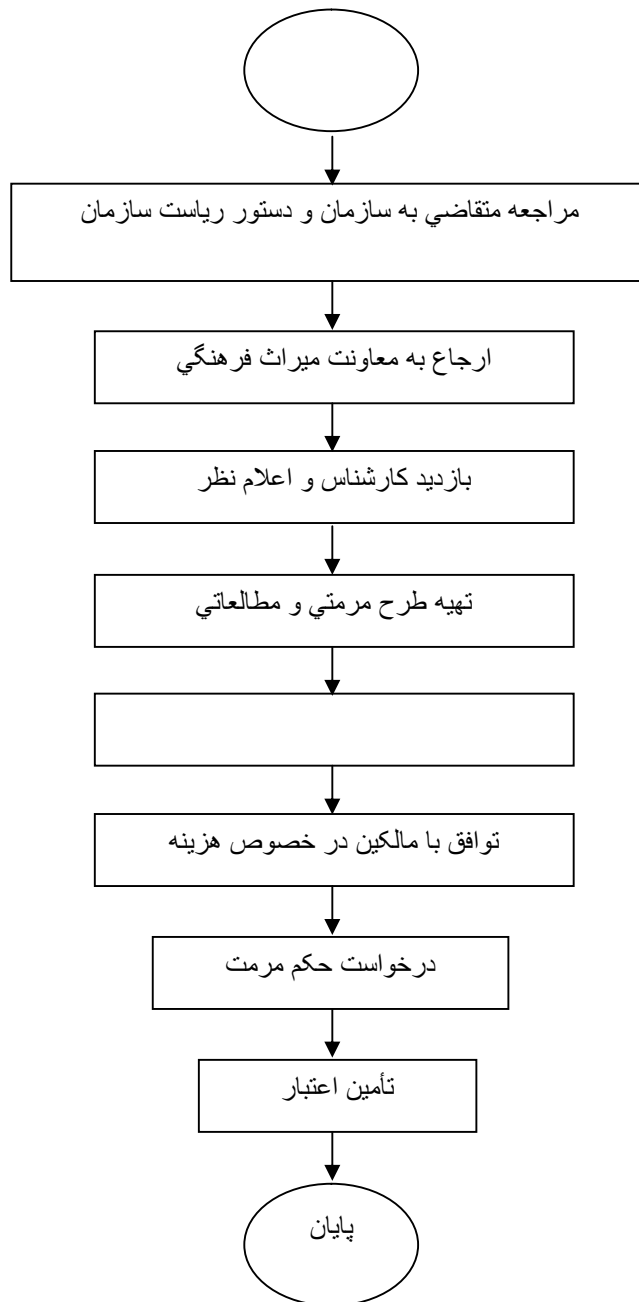 مراجعه متقاضي به سازمان و دستور رياست سازمان
ارجاع به معاونت ميراث فرهنگي
بازديد كارشناس و اعلام نظر
تهيه طرح مرمتي و مطالعاتي
توافق با مالكين در خصوص هزينه
درخواست حكم مرمت
تأمين اعتبار
پايان